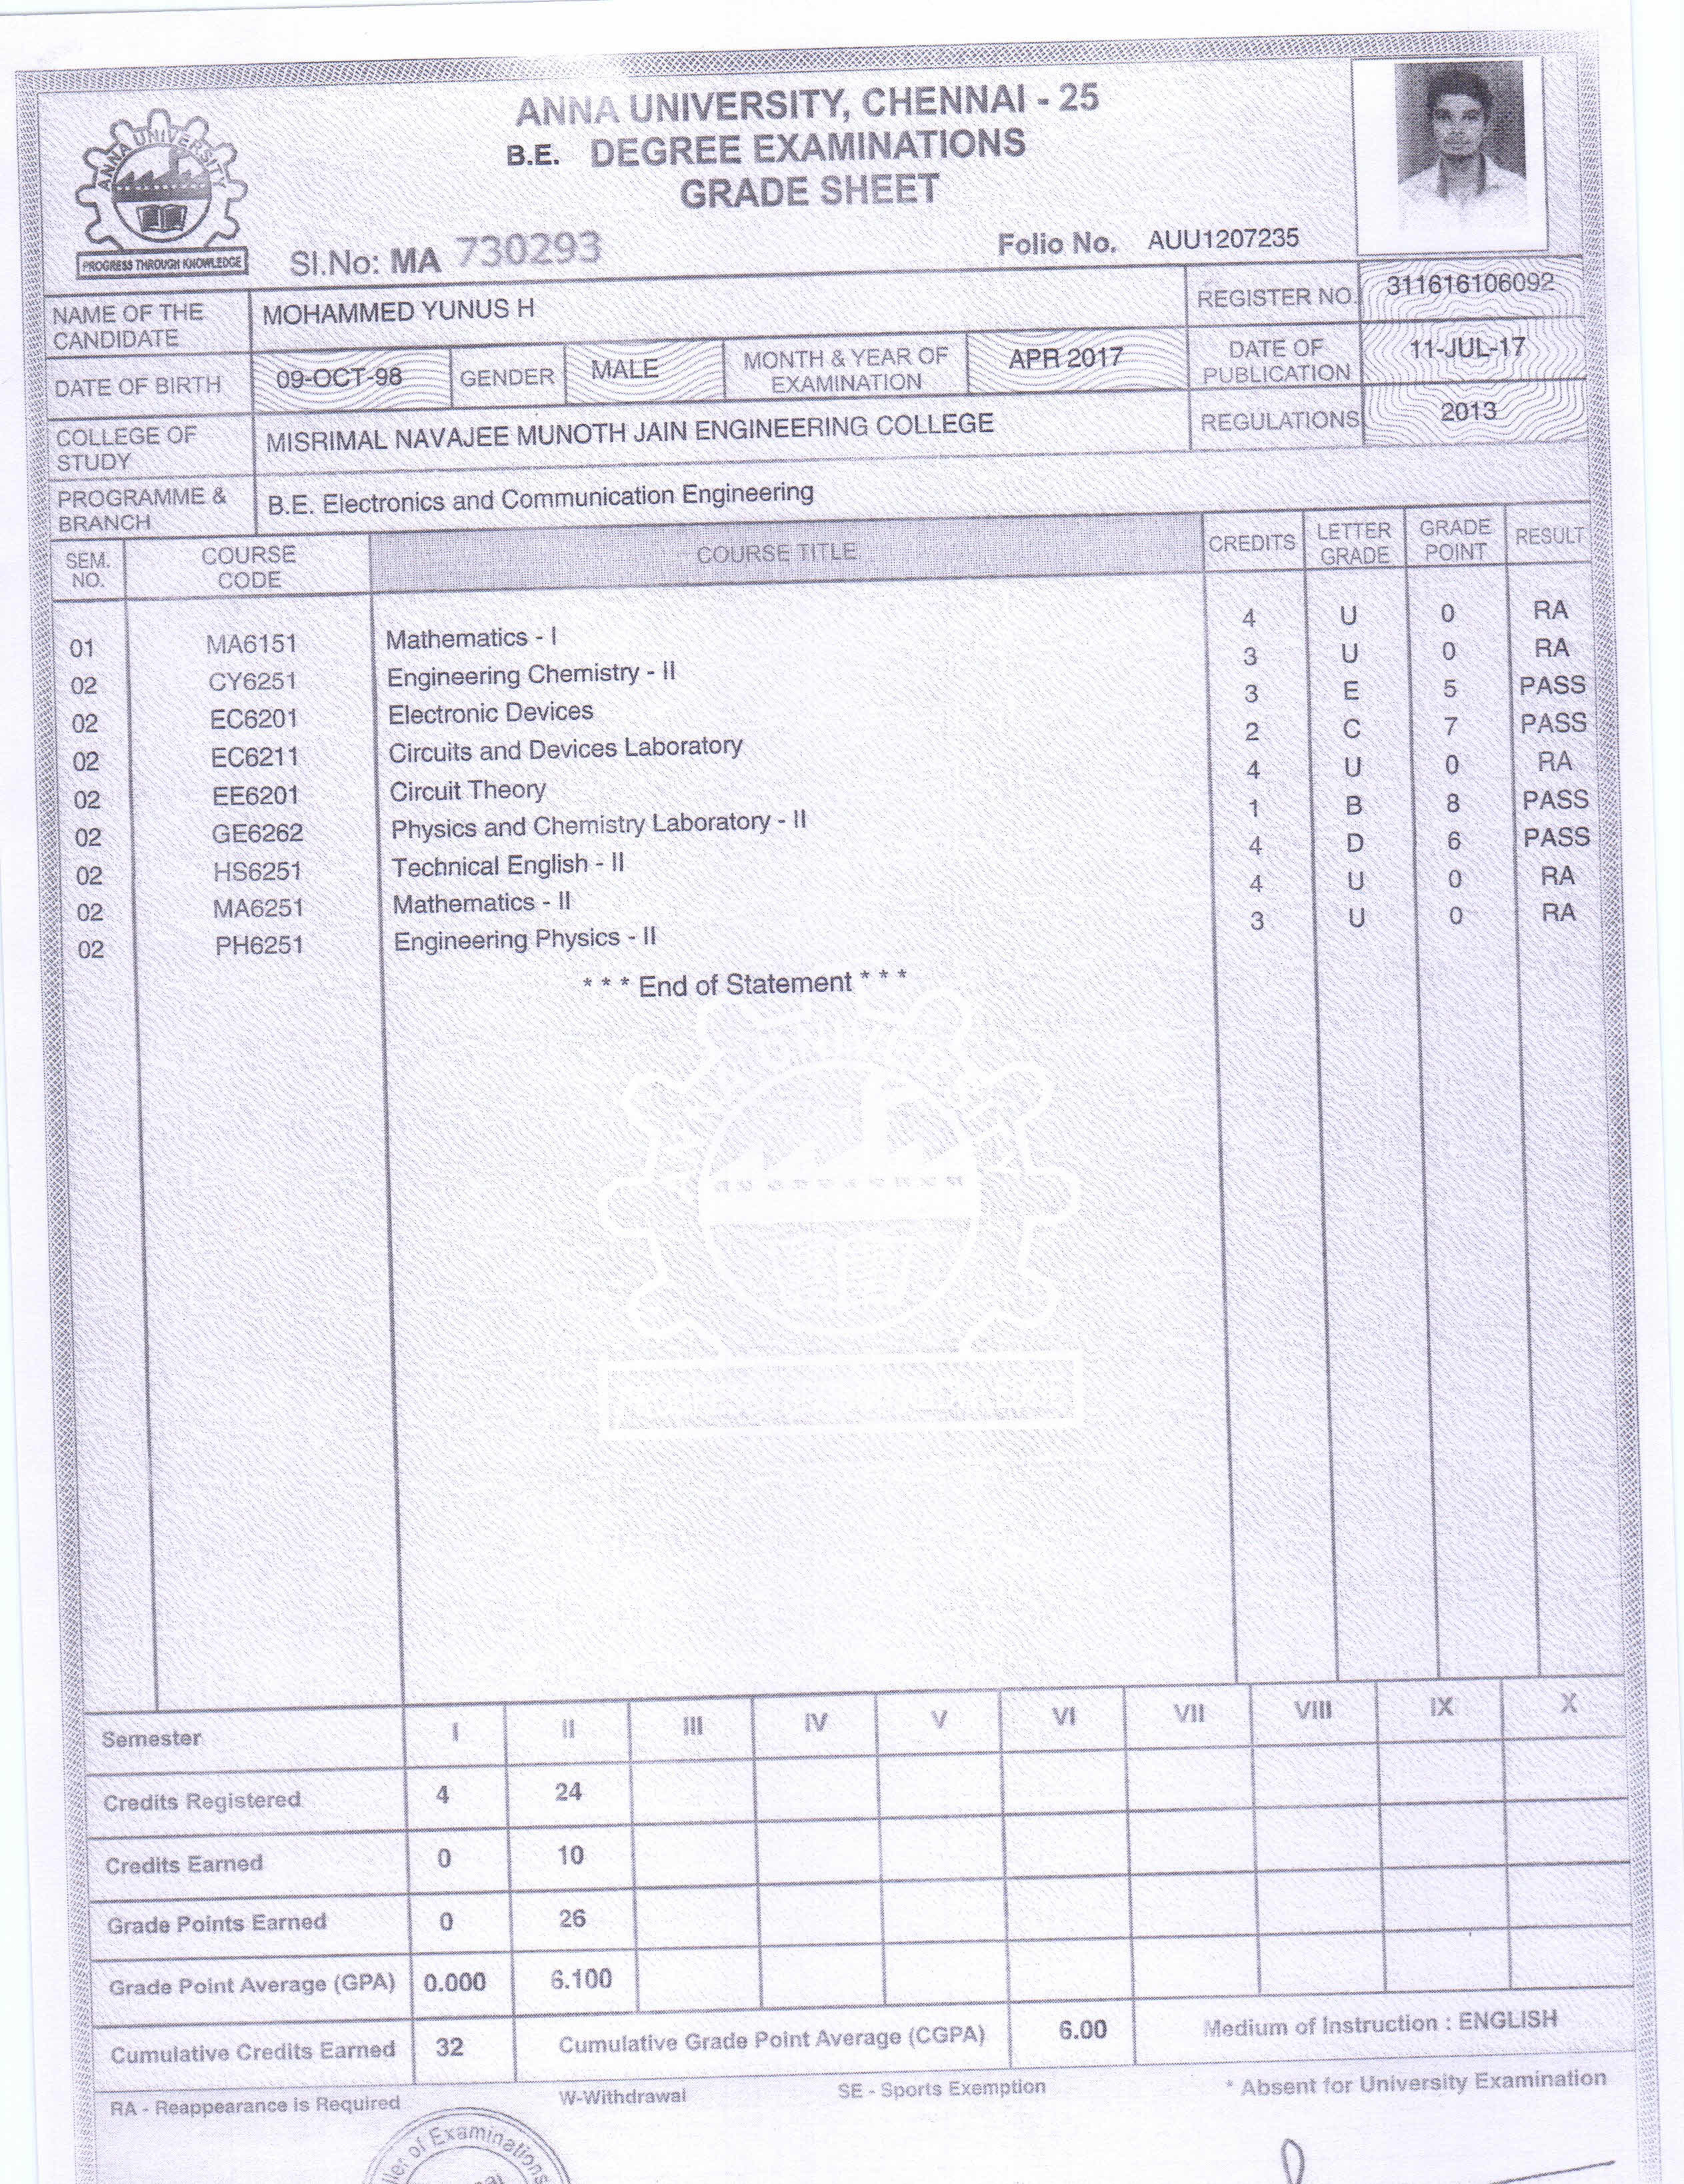 ANNA UNIVERSITY, CHENNAI - 25
B.E. DEGREE EXAMINATIONS
GRADE SHEET
ANNA UNIVERSITY
PROGRESS THROUGH KNOWLEDGE
Sl.No: MA 730293
Folio No. AUU1207235
NAME OF THE CANDIDATE MOHAMMED YUNUS H REGISTER NO. 311616106092
DATE OF BIRTH 09-OCT-98 GENDER MALE MONTH & YEAR OF EXAMINATION APR 2017 DATE OF PUBLICATION 11-JUL-17
COLLEGE OF STUDY MISRIMAL NAVAJEE MUNOTH JAIN ENGINEERING COLLEGE REGULATIONS 2013
PROGRAMME & BRANCH B.E. Electronics and Communication Engineering
SEM. NO. COURSE CODE COURSE TITLE CREDITS LETTER GRADE GRADE POINT RESULT
01 MA6151 Mathematics - I 4 U 0 RA
02 CY6251 Engineering Chemistry - II 3 U 0 RA
02 EC6201 Electronic Devices 3 E 5 PASS
02 EC6211 Circuits and Devices Laboratory 2 C 7 PASS
02 EE6201 Circuit Theory 4 U 0 RA
02 GE6262 Physics and Chemistry Laboratory - II 1 B 8 PASS
02 HS6251 Technical English - II 4 D 6 PASS
02 MA6251 Mathematics - II 4 U 0 RA
02 PH6251 Engineering Physics - II 3 U 0 RA
* * * End of Statement * * *
Semester I II III IV V VI VII VIII IX X
Credits Registered 4 24
Credits Earned 0 10
Grade Points Earned 0 26
Grade Point Average (GPA) 0.000 6.100
Cumulative Credits Earned 32 Cumulative Grade Point Average (CGPA) 6.00 Medium of Instruction : ENGLISH
RA - Reappearance is Required W-Withdrawal SE - Sports Exemption * Absent for University Examination
of Examinations